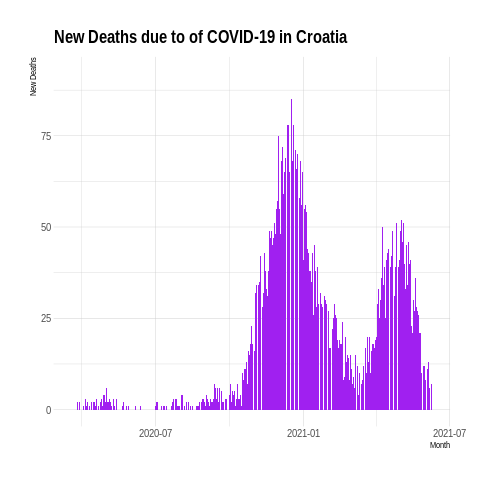 New Deaths due to of COVID-19 in Croatia
New Deaths
75
50
25
0
2020-07
2021-01
2021-07
Month